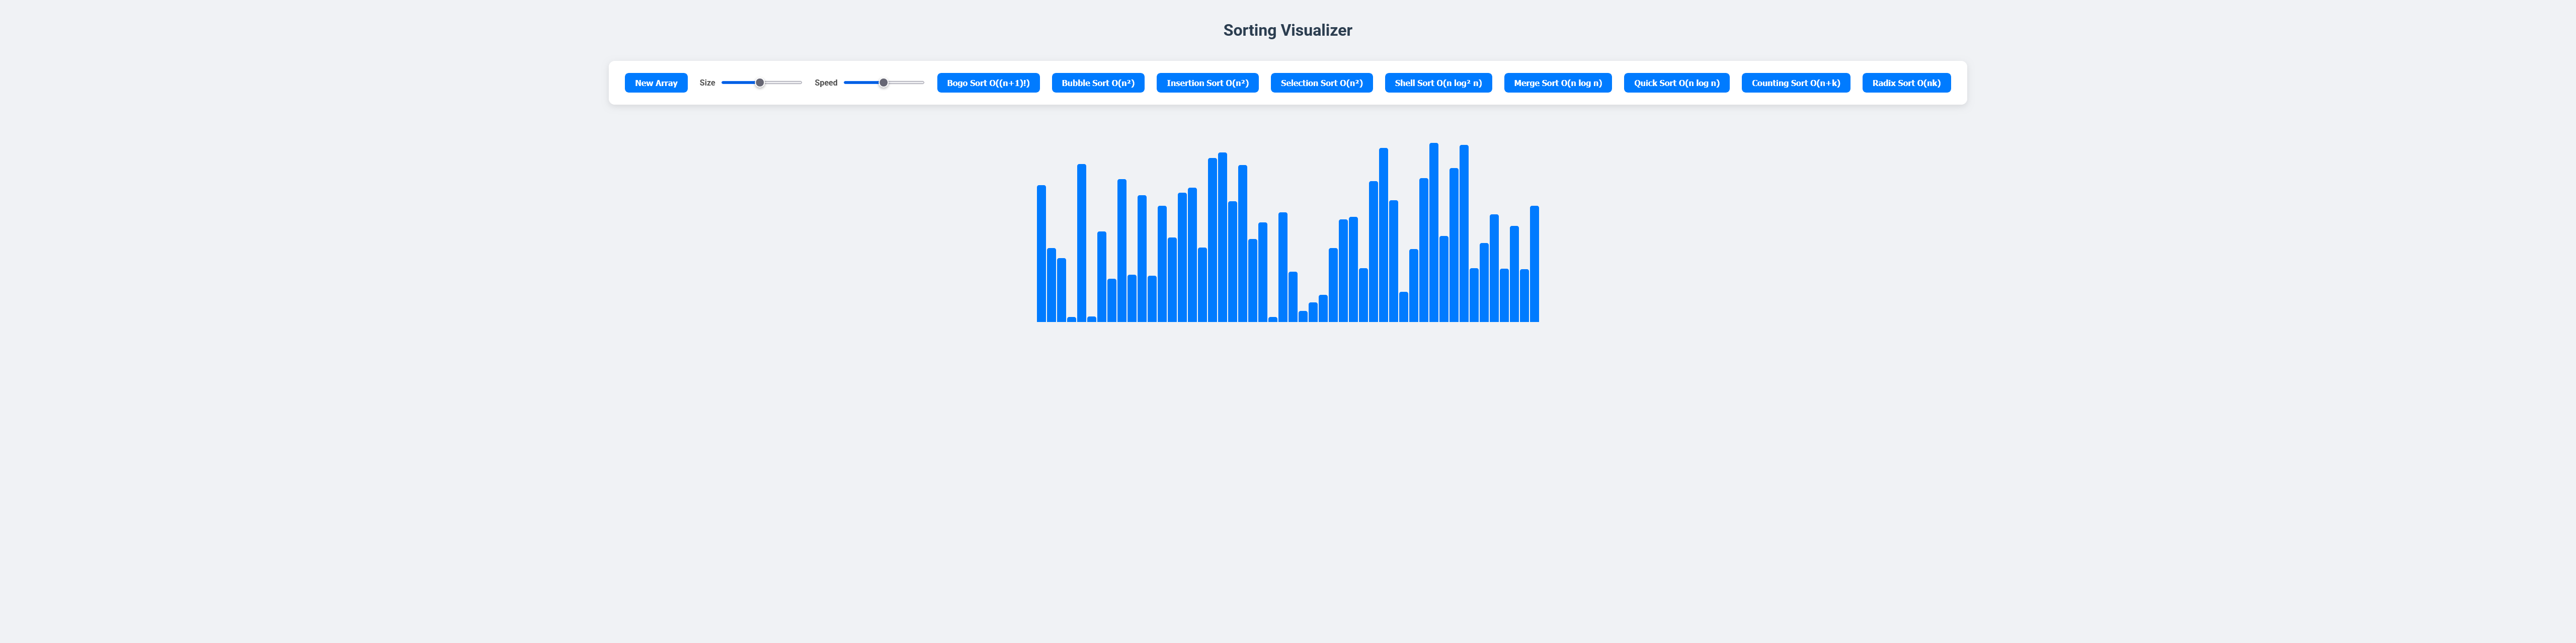 Sorting Visualizer
New Array Size Speed Bogo Sort O((n+1)!) Bubble Sort O(n²) Insertion Sort O(n²) Selection Sort O(n²) Shell Sort O(n log² n) Merge Sort O(n log n) Quick Sort O(n log n) Counting Sort O(n+k) Radix Sort O(nk)